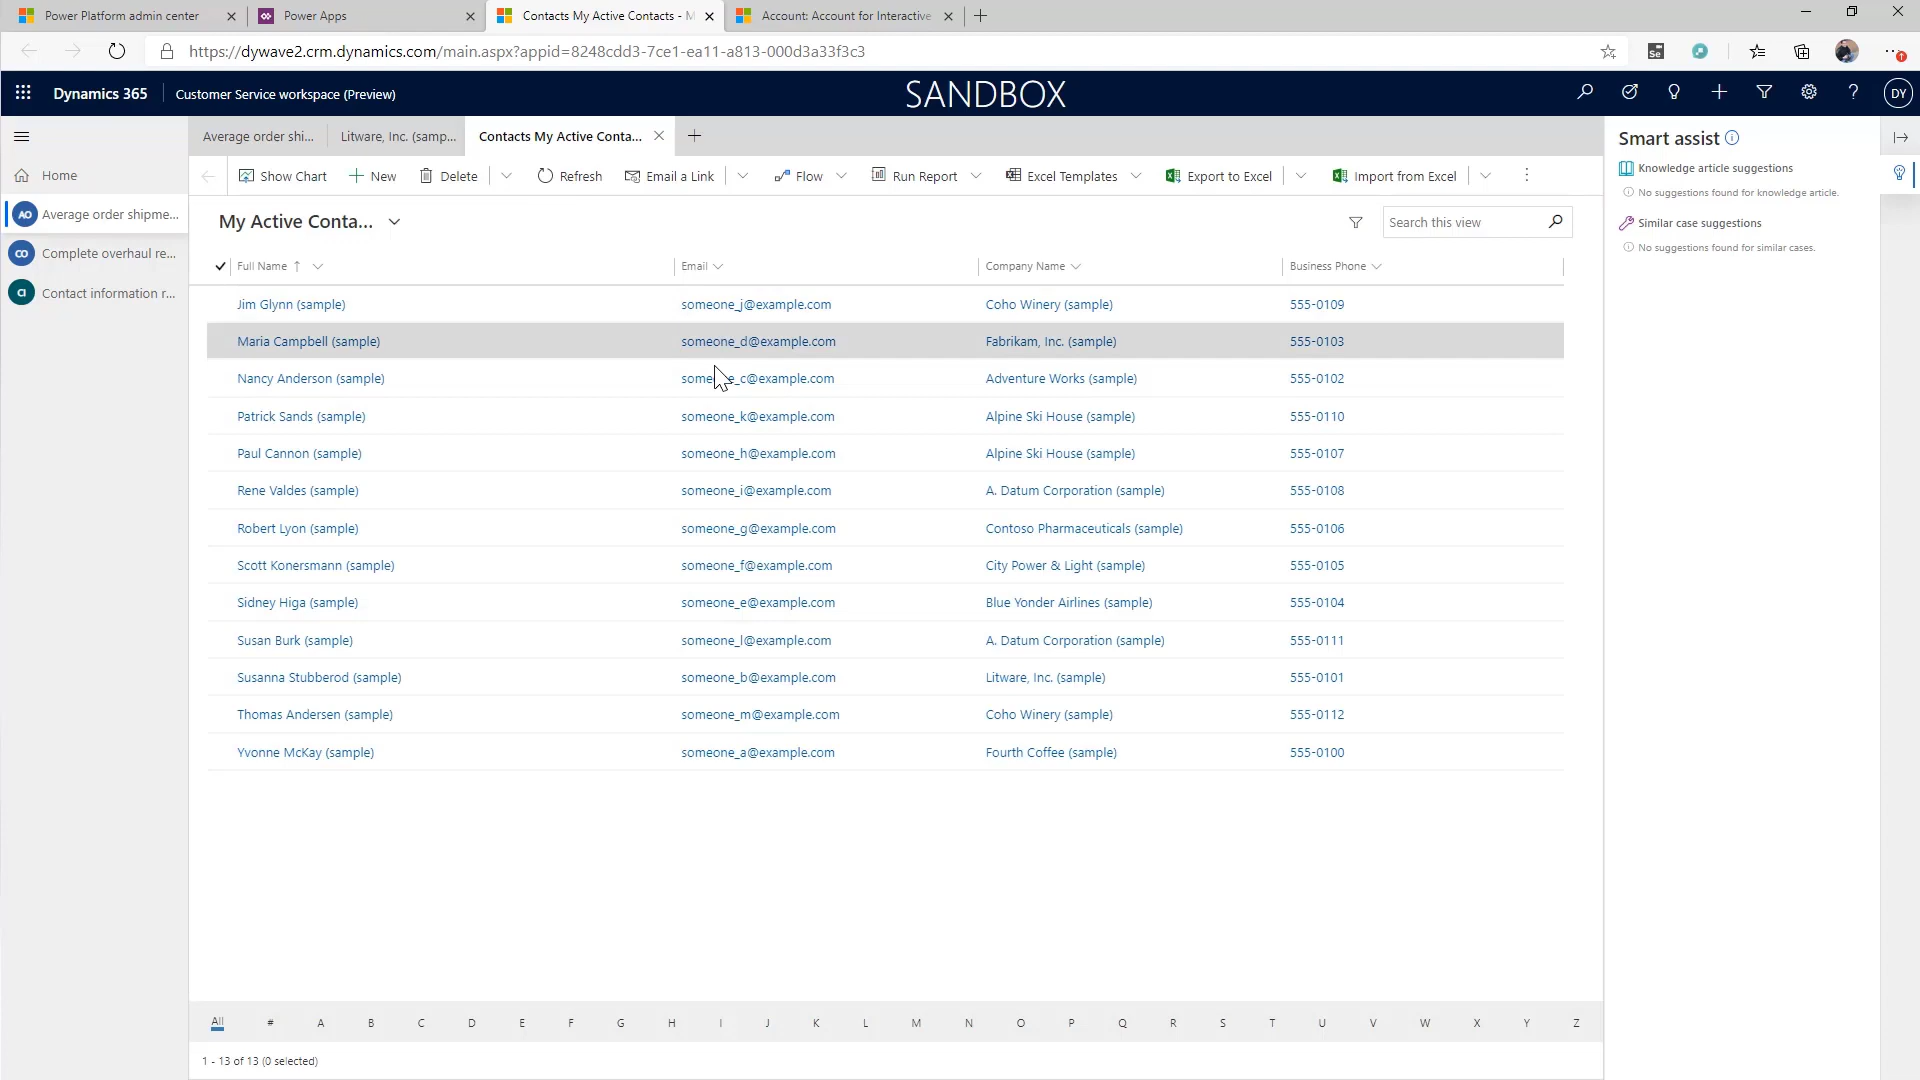 Power Platform admin center
Power Apps
Contacts My Active Contacts - M
Account: Account for Interactive
https://dywave2.crm.dynamics.com/main.aspx?appid=8248cdd3-7ce1-ea11-a813-000d3a33f3c3
Dynamics 365
Customer Service workspace (Preview)
SANDBOX
DY
Average order shi...
Litware, Inc. (samp...
Contacts My Active Conta...
Home
AO Average order shipme...
CO Complete overhaul re...
CI Contact information r...
Show Chart
New
Delete
Refresh
Email a Link
Flow
Run Report
Excel Templates
Export to Excel
Import from Excel
My Active Conta...
Search this view
Full Name Email Company Name Business Phone
Jim Glynn (sample) someone_j@example.com Coho Winery (sample) 555-0109
Maria Campbell (sample) someone_d@example.com Fabrikam, Inc. (sample) 555-0103
Nancy Anderson (sample) someone_c@example.com Adventure Works (sample) 555-0102
Patrick Sands (sample) someone_k@example.com Alpine Ski House (sample) 555-0110
Paul Cannon (sample) someone_h@example.com Alpine Ski House (sample) 555-0107
Rene Valdes (sample) someone_i@example.com A. Datum Corporation (sample) 555-0108
Robert Lyon (sample) someone_g@example.com Contoso Pharmaceuticals (sample) 555-0106
Scott Konersmann (sample) someone_f@example.com City Power & Light (sample) 555-0105
Sidney Higa (sample) someone_e@example.com Blue Yonder Airlines (sample) 555-0104
Susan Burk (sample) someone_l@example.com A. Datum Corporation (sample) 555-0111
Susanna Stubberod (sample) someone_b@example.com Litware, Inc. (sample) 555-0101
Thomas Andersen (sample) someone_m@example.com Coho Winery (sample) 555-0112
Yvonne McKay (sample) someone_a@example.com Fourth Coffee (sample) 555-0100
All # A B C D E F G H I J K L M N O P Q R S T U V W X Y Z
1 - 13 of 13 (0 selected)
Smart assist
Knowledge article suggestions
No suggestions found for knowledge article.
Similar case suggestions
No suggestions found for similar cases.